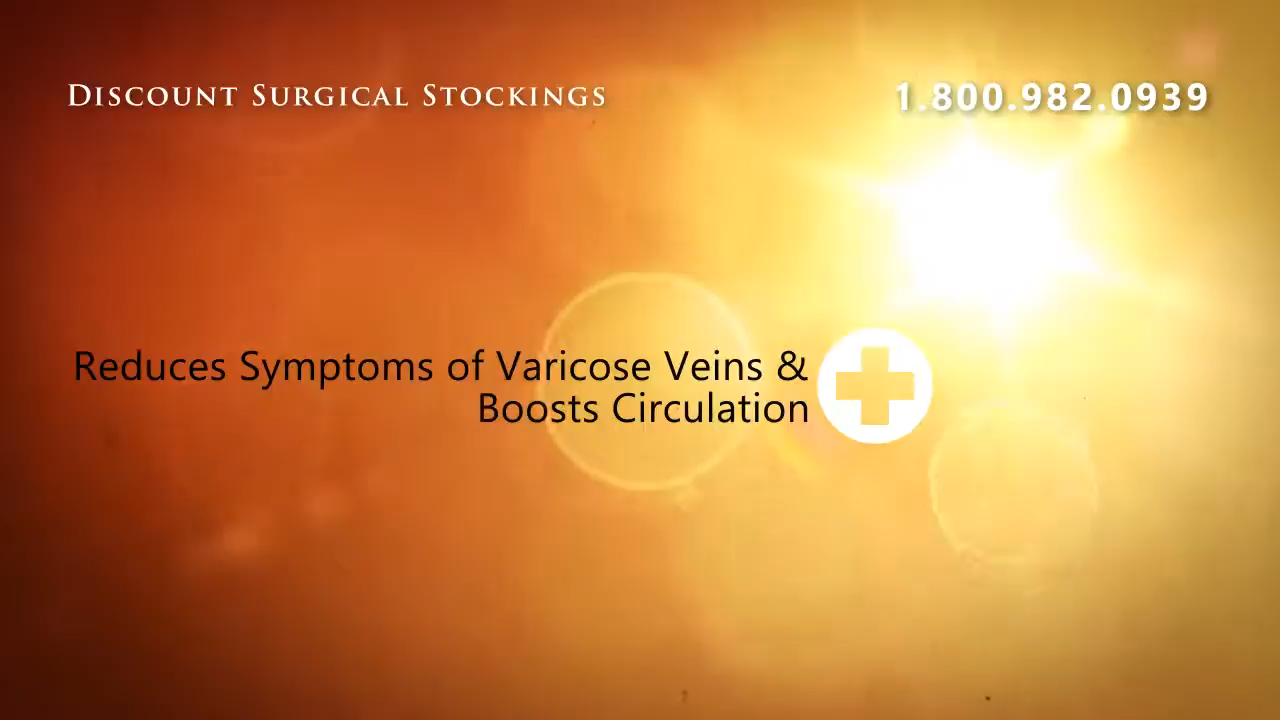 Discount Surgical Stockings
1.800.982.0939
Reduces Symptoms of Varicose Veins &
Boosts Circulation